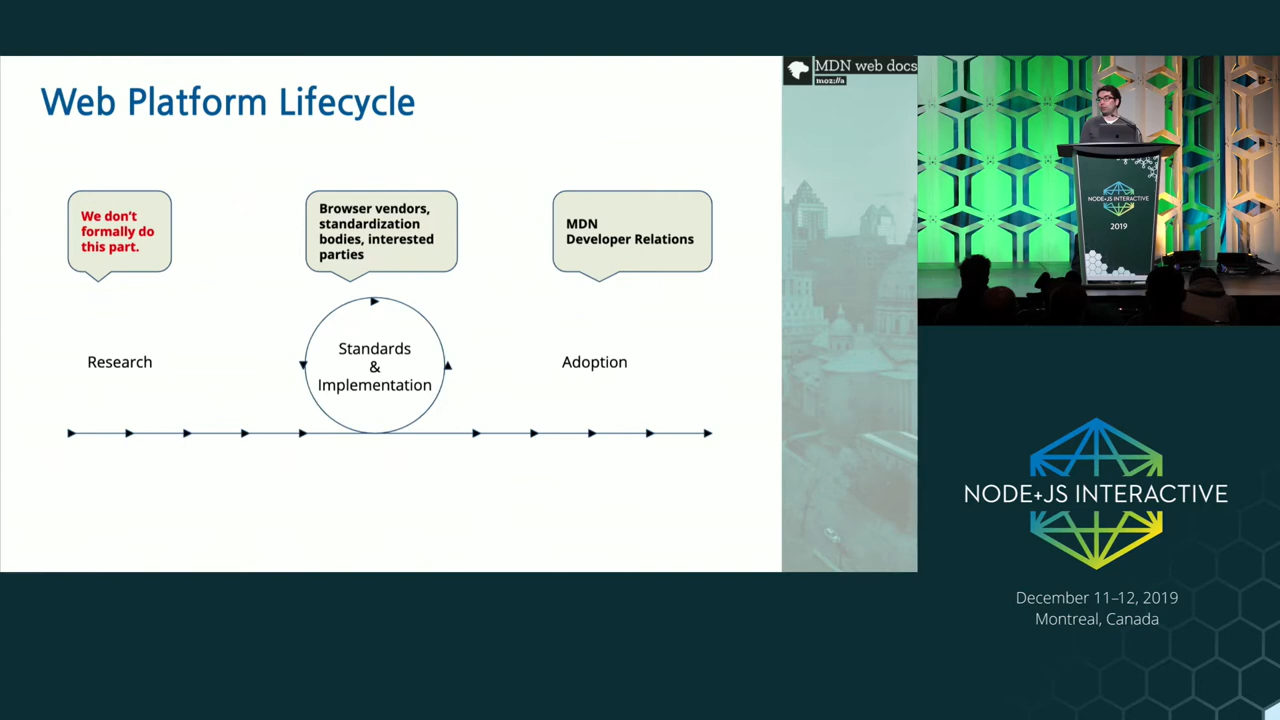 Web Platform Lifecycle
We don't
formally do
this part.
Browser vendors,
standardization
bodies, interested
parties
MDN
Developer Relations
Research
Standards
&
Implementation
Adoption
MDN web docs
moz://a
NODE+JS INTERACTIVE
2019
NODE+JS INTERACTIVE
December 11–12, 2019
Montreal, Canada